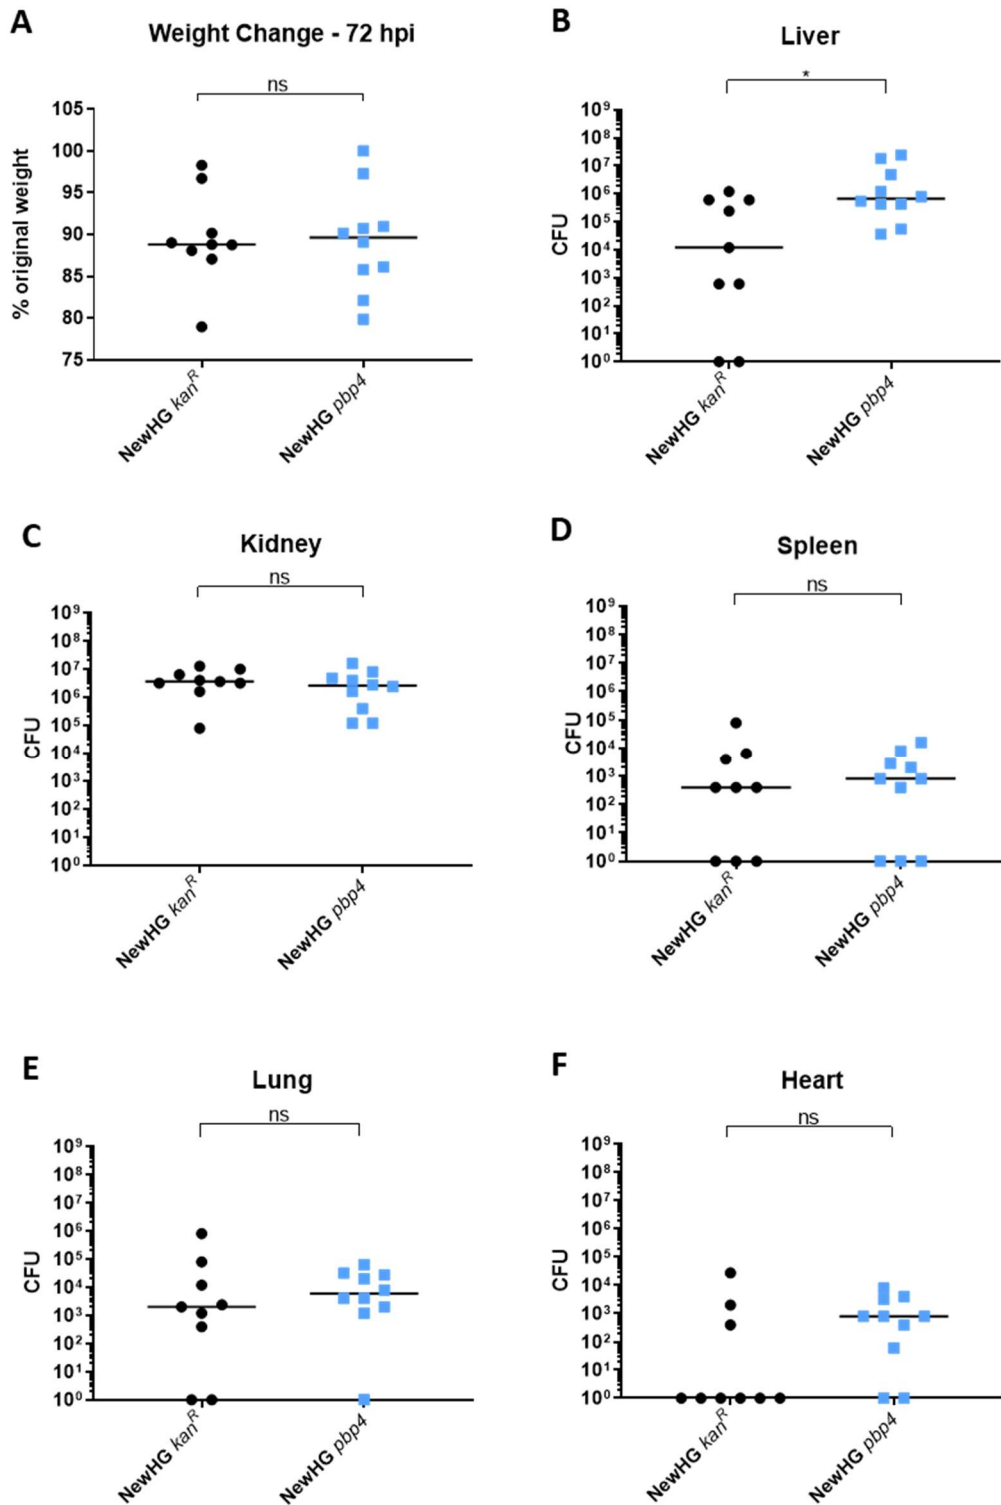 A
Weight Change - 72 hpi
ns
% original weight
105
100
95
90
85
80
75
NewHG kanᴿ
NewHG pbp4
B
Liver
*
CFU
10⁹
10⁸
10⁷
10⁶
10⁵
10⁴
10³
10²
10¹
10⁰
NewHG kanᴿ
NewHG pbp4
C
Kidney
ns
CFU
10⁹
10⁸
10⁷
10⁶
10⁵
10⁴
10³
10²
10¹
10⁰
NewHG kanᴿ
NewHG pbp4
D
Spleen
ns
CFU
10⁹
10⁸
10⁷
10⁶
10⁵
10⁴
10³
10²
10¹
10⁰
NewHG kanᴿ
NewHG pbp4
E
Lung
ns
CFU
10⁹
10⁸
10⁷
10⁶
10⁵
10⁴
10³
10²
10¹
10⁰
NewHG kanᴿ
NewHG pbp4
F
Heart
ns
CFU
10⁹
10⁸
10⁷
10⁶
10⁵
10⁴
10³
10²
10¹
10⁰
NewHG kanᴿ
NewHG pbp4